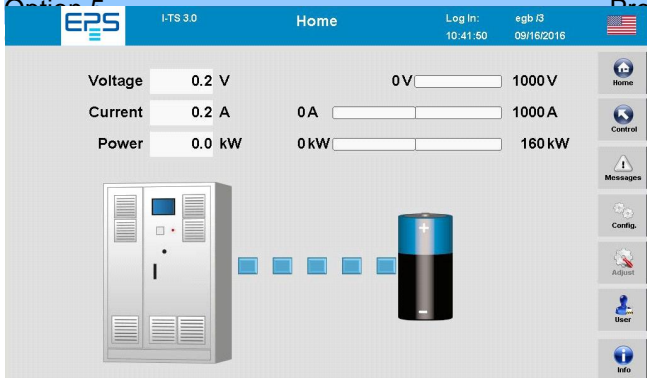 Option 5
EPS I-TS 3.0 Home Log In: egb /3
10:41:50 09/16/2016
Voltage 0.2 V 0 V 1000 V
Current 0.2 A 0 A 1000 A
Power 0.0 kW 0 kW 160 kW
Home
Control
Messages
Config.
Adjust
User
Info